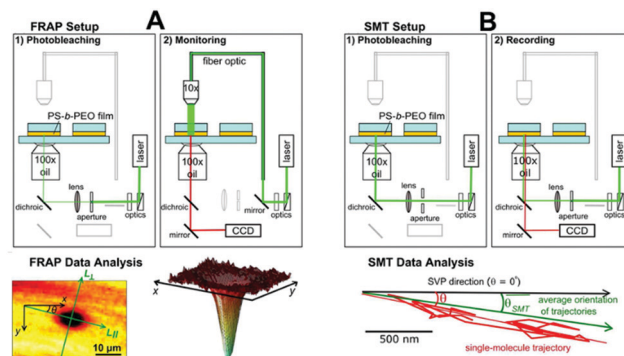 FRAP Setup
A
1) Photobleaching
2) Monitoring
fiber optic
10x
PS-b-PEO film
100x
oil
100x
oil
laser
laser
lens
dichroic
aperture
optics
dichroic
mirror
optics
mirror
CCD
FRAP Data Analysis
L⊥
x
θ
y
L||
10 µm
x
y
SMT Setup
B
1) Photobleaching
2) Recording
PS-b-PEO film
100x
oil
100x
oil
laser
laser
lens
dichroic
aperture
optics
lens
dichroic
aperture
optics
mirror
CCD
SMT Data Analysis
SVP direction (θ = 0°)
θ
θSMT
average orientation
of trajectories
500 nm
single-molecule trajectory